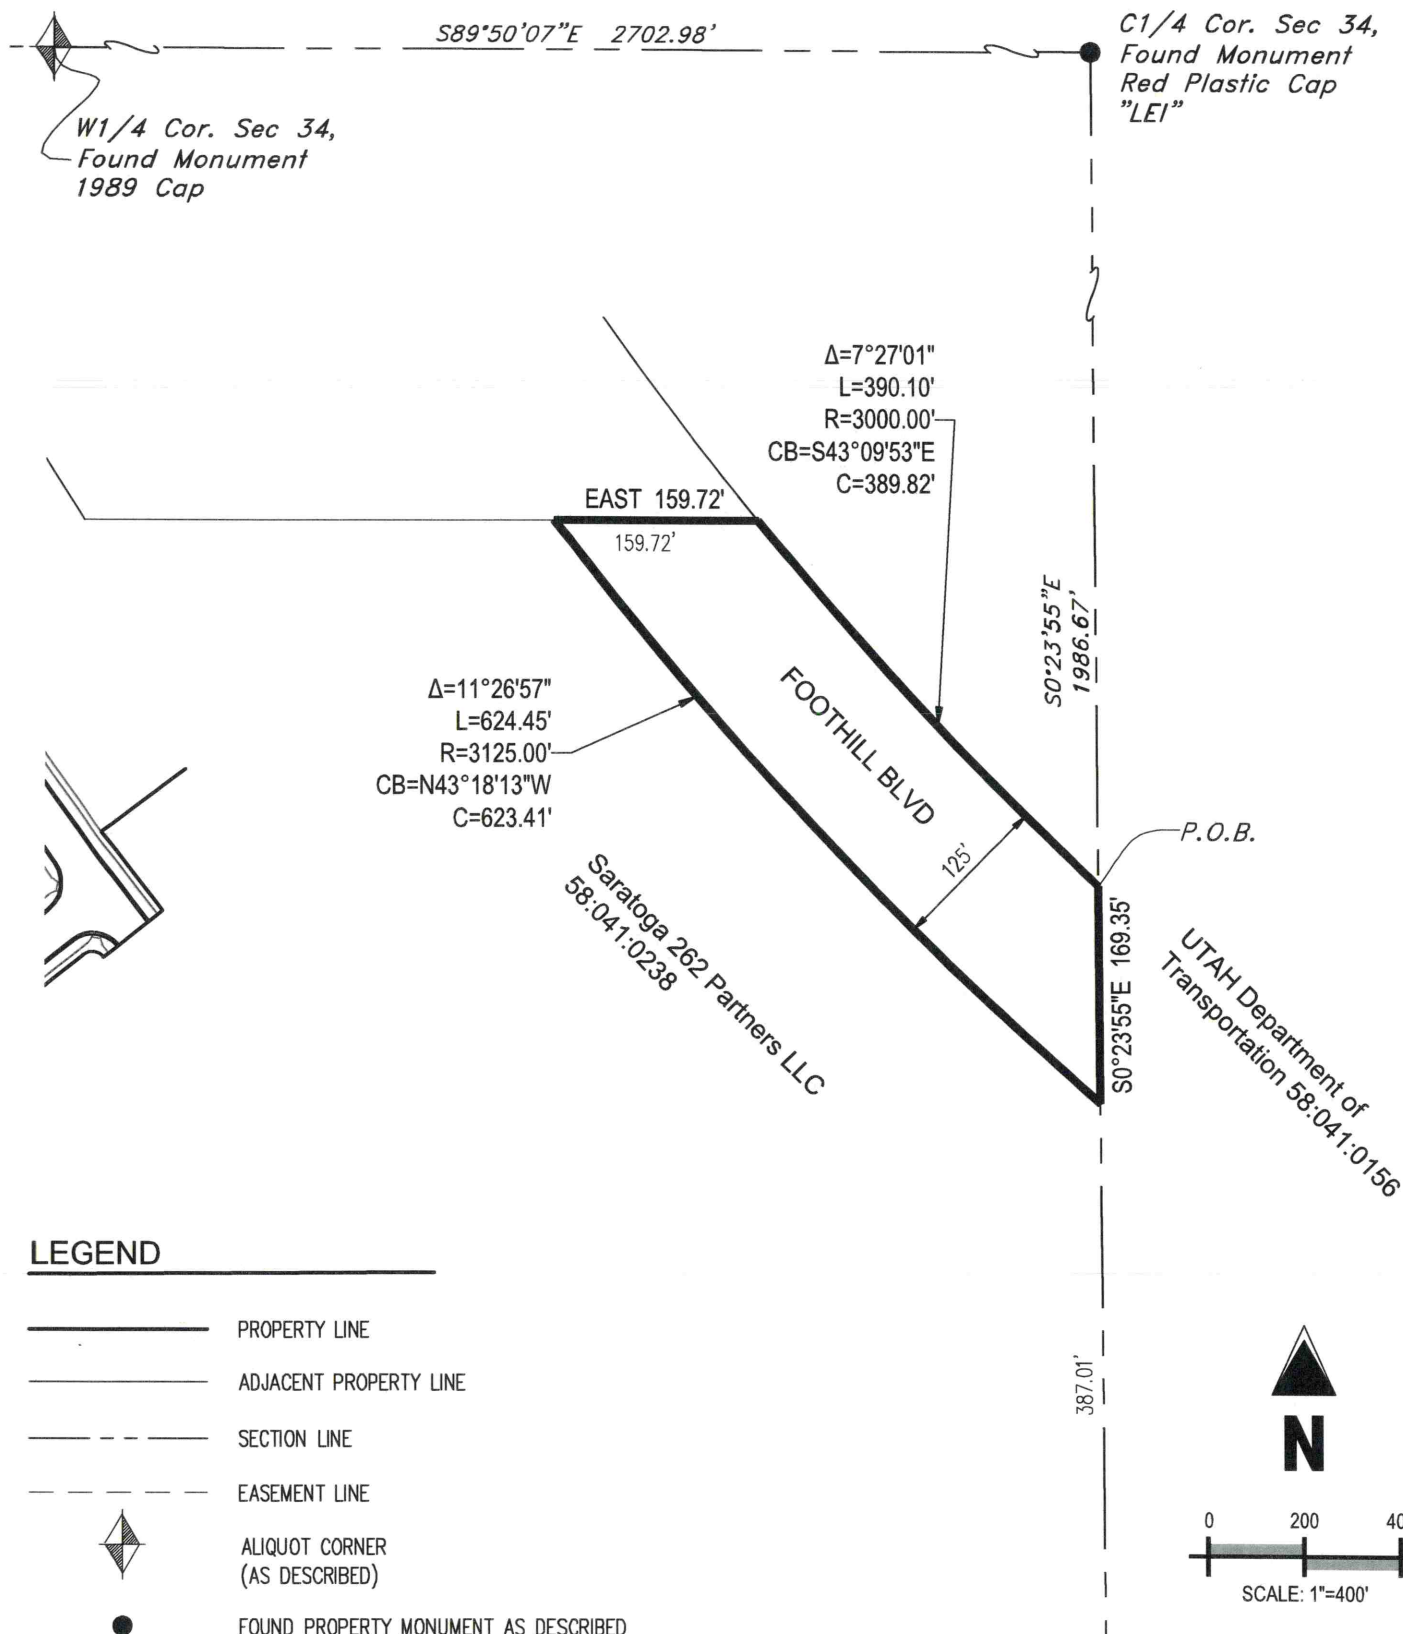 S89°50'07"E 2702.98'
C1/4 Cor. Sec 34,
Found Monument
Red Plastic Cap
"LEI"
W1/4 Cor. Sec 34,
Found Monument
1989 Cap
Δ=7°27'01"
L=390.10'
R=3000.00'
CB=S43°09'53"E
C=389.82'
EAST 159.72'
159.72'
S0°23'55"E
1986.67'
Δ=11°26'57"
L=624.45'
R=3125.00'
CB=N43°18'13"W
C=623.41'
FOOTHILL BLVD
125'
P.O.B.
Saratoga 262 Partners LLC
58:041:0238
S0°23'55"E 169.35'
UTAH Department of
Transportation 58:041:0156
LEGEND
PROPERTY LINE
ADJACENT PROPERTY LINE
SECTION LINE
EASEMENT LINE
ALIQUOT CORNER
(AS DESCRIBED)
FOUND PROPERTY MONUMENT AS DESCRIBED
387.01'
N
0 200 40
SCALE: 1"=400'